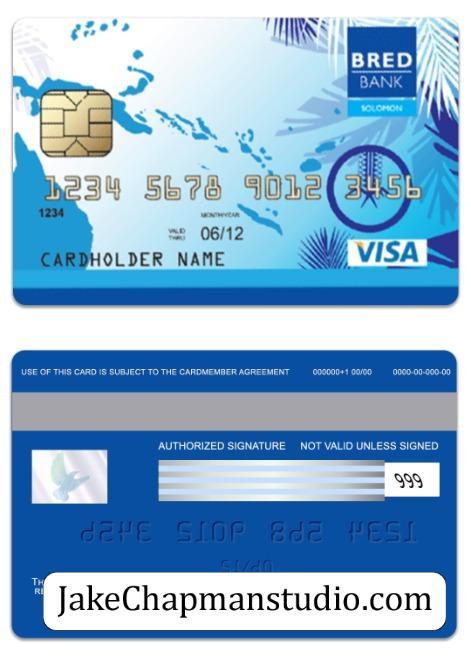 BRED
BANK
SOLOMON
1234 5678 9012 3456
1234
MONTH/YEAR
VALID
THRU
06/12
CARDHOLDER NAME
VISA
USE OF THIS CARD IS SUBJECT TO THE CARDMEMBER AGREEMENT 000000+1 00/00 0000-00-000-00
AUTHORIZED SIGNATURE NOT VALID UNLESS SIGNED
999
JakeChapmanstudio.com